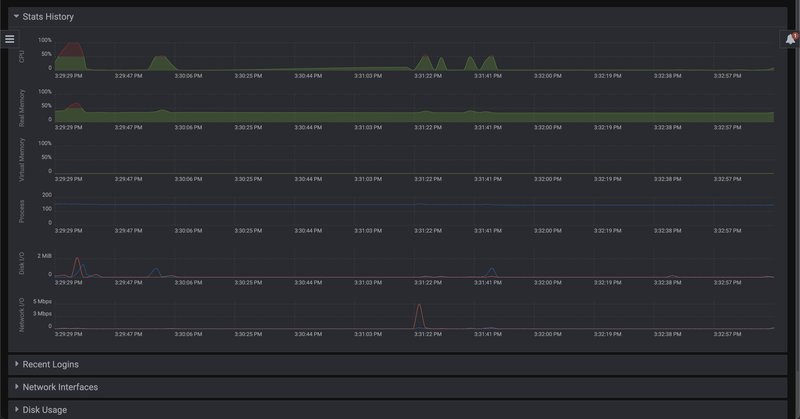 Stats History
1
CPU
100%
50%
0
3:29:29 PM 3:29:47 PM 3:30:06 PM 3:30:25 PM 3:30:44 PM 3:31:03 PM 3:31:22 PM 3:31:41 PM 3:32:00 PM 3:32:19 PM 3:32:38 PM 3:32:57 PM
Real Memory
100%
50%
0
3:29:29 PM 3:29:47 PM 3:30:06 PM 3:30:25 PM 3:30:44 PM 3:31:03 PM 3:31:22 PM 3:31:41 PM 3:32:00 PM 3:32:19 PM 3:32:38 PM 3:32:57 PM
Virtual Memory
100%
50%
0
3:29:29 PM 3:29:47 PM 3:30:06 PM 3:30:25 PM 3:30:44 PM 3:31:03 PM 3:31:22 PM 3:31:41 PM 3:32:00 PM 3:32:19 PM 3:32:38 PM 3:32:57 PM
Process
200
100
0
3:29:29 PM 3:29:47 PM 3:30:06 PM 3:30:25 PM 3:30:44 PM 3:31:03 PM 3:31:22 PM 3:31:41 PM 3:32:00 PM 3:32:19 PM 3:32:38 PM 3:32:57 PM
Disk I/O
2 MiB
0
3:29:29 PM 3:29:47 PM 3:30:06 PM 3:30:25 PM 3:30:44 PM 3:31:03 PM 3:31:22 PM 3:31:41 PM 3:32:00 PM 3:32:19 PM 3:32:38 PM 3:32:57 PM
Network I/O
5 Mbps
3 Mbps
0
3:29:29 PM 3:29:47 PM 3:30:06 PM 3:30:25 PM 3:30:44 PM 3:31:03 PM 3:31:22 PM 3:31:41 PM 3:32:00 PM 3:32:19 PM 3:32:38 PM 3:32:57 PM
Recent Logins
Network Interfaces
Disk Usage